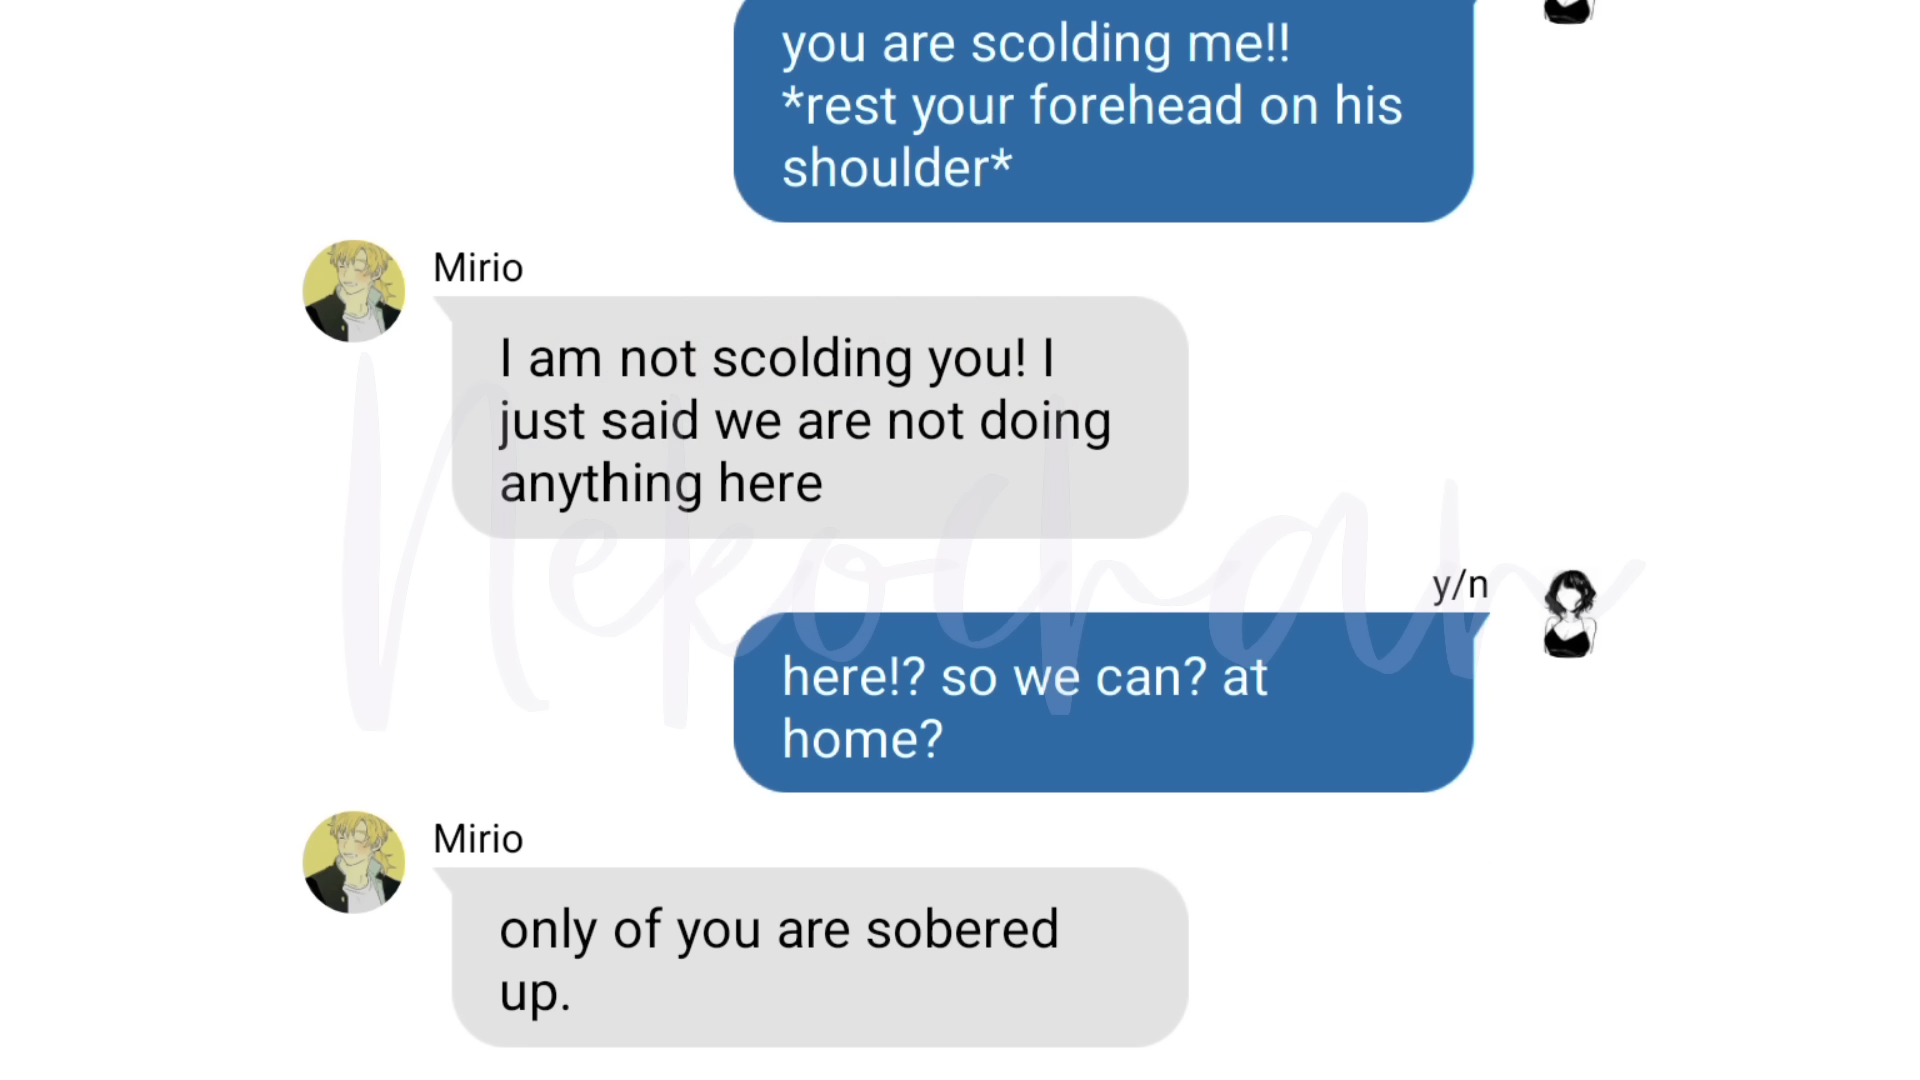 you are scolding me!!
*rest your forehead on his
shoulder*
Mirio
I am not scolding you! I
just said we are not doing
anything here
Nekochan
y/n
here!? so we can? at
home?
Mirio
only of you are sobered
up.